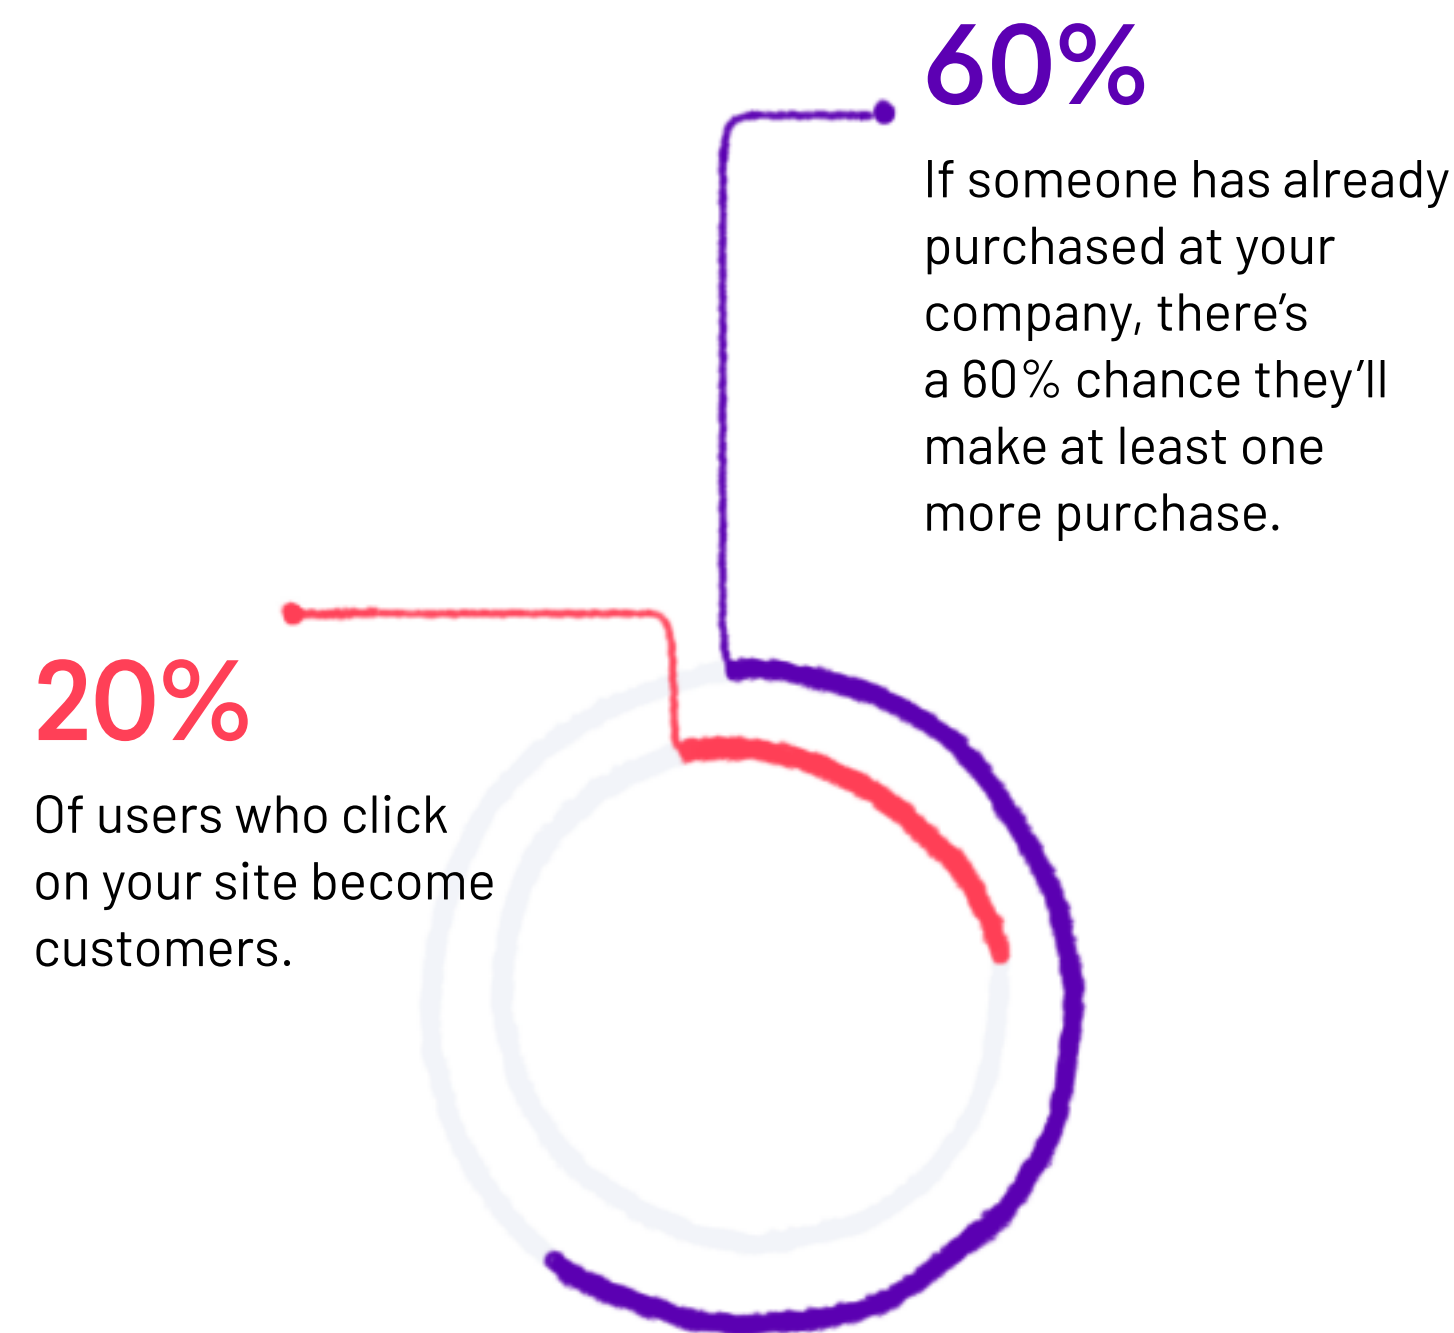 60%
If someone has already
purchased at your
company, there’s
a 60% chance they’ll
make at least one
more purchase.
20%
Of users who click
on your site become
customers.